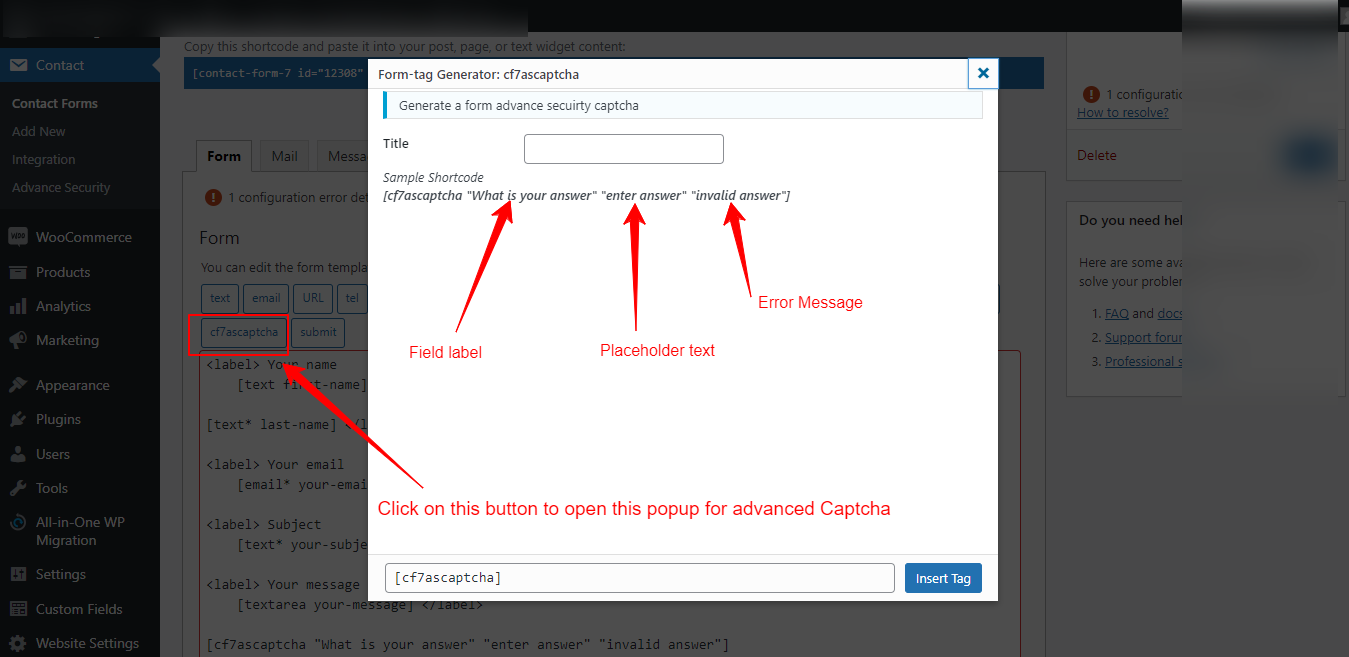 Contact
Contact Forms
Add New
Integration
Advance Security
WooCommerce
Products
Analytics
Marketing
Appearance
Plugins
Users
Tools
All-in-One WP
Migration
Settings
Custom Fields
Website Settings
Copy this shortcode and paste it into your post, page, or text widget content:
[contact-form-7 id="12308"
Form
Mail
Messa
1 configuration error det
Form
You can edit the form templa
text
email
URL
tel
cf7ascaptcha
submit
<label> Your name
[text first-name]
[text* last-name] </l
<label> Your email
[email* your-emai
<label> Subject
[text* your-subje
<label> Your message
[textarea your-message] </label>
[cf7ascaptcha "What is your answer" "enter answer" "invalid answer"]
Form-tag Generator: cf7ascaptcha
Generate a form advance secuirty captcha
Title
Sample Shortcode
[cf7ascaptcha "What is your answer" "enter answer" "invalid answer"]
Field label
Placeholder text
Error Message
Click on this button to open this popup for advanced Captcha
[cf7ascaptcha]
Insert Tag
1 configuratio
How to resolve?
Delete
Do you need hel
Here are some ava
solve your probler
1. FAQ and docs
2. Support forur
3. Professional s